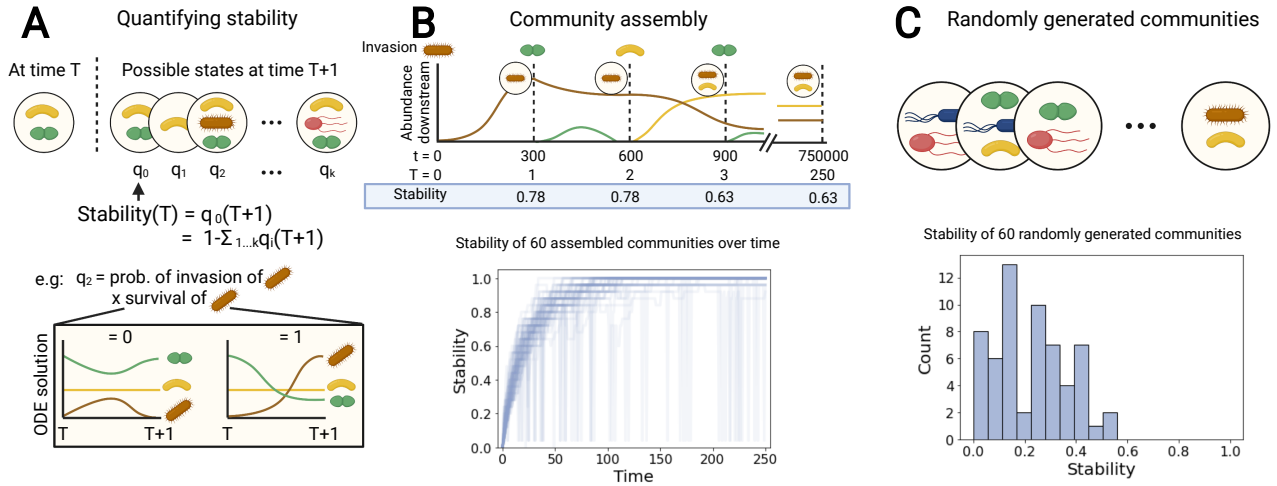 A
Quantifying stability
At time T
Possible states at time T+1
q0
q1
q2
qk
Stability(T) = q0(T+1)
= 1-Σ1...kqi(T+1)
e.g: q2 = prob. of invasion of
x survival of
ODE solution
= 0
= 1
T
T+1
T
T+1
B
Community assembly
Invasion
Abundance
downstream
t = 0 300 600 900 750000
T = 0 1 2 3 250
Stability 0.78 0.78 0.63 0.63
Stability of 60 assembled communities over time
Stability
1.0
0.8
0.6
0.4
0.2
0.0
0 50 100 150 200 250
Time
C
Randomly generated communities
Stability of 60 randomly generated communities
Count
12
10
8
6
4
2
0
0.0 0.2 0.4 0.6 0.8 1.0
Stability